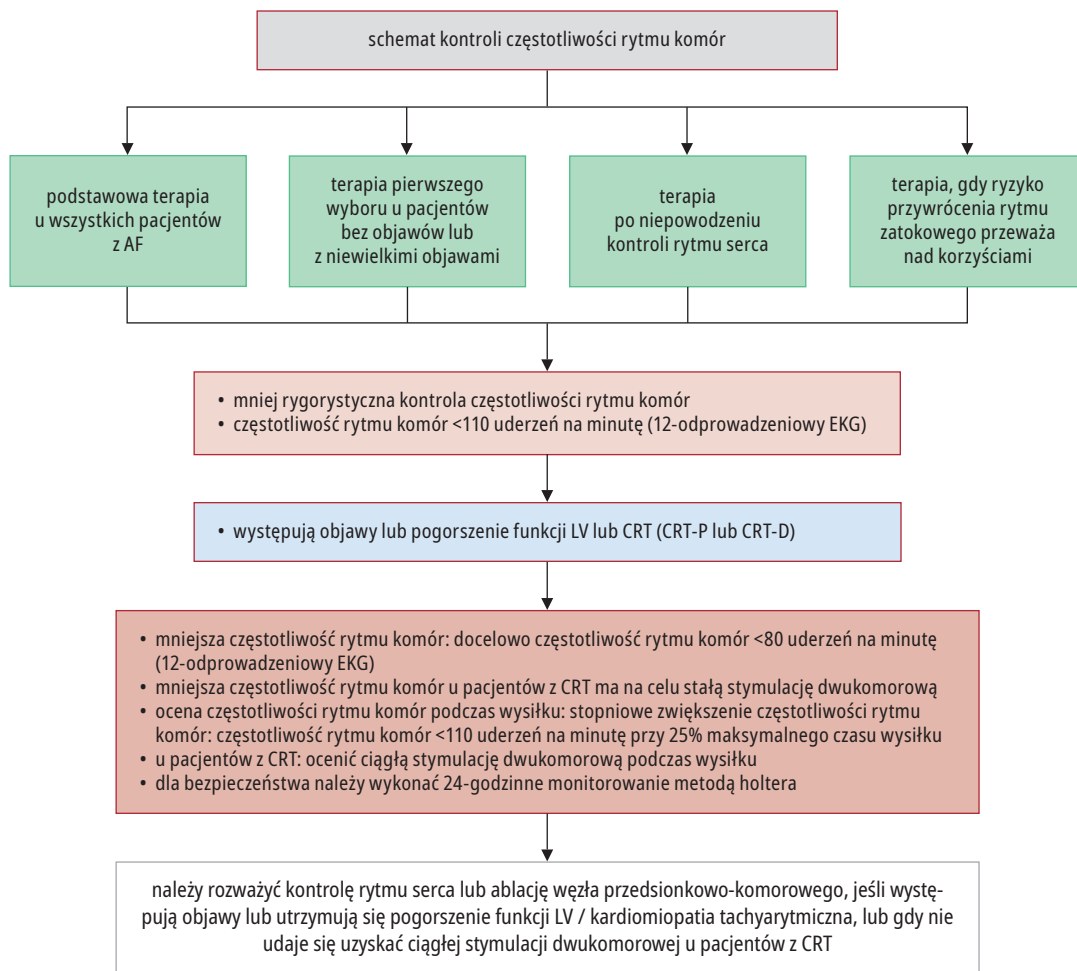 schemat kontroli częstotliwości rytmu komór
podstawowa terapia
u wszystkich pacjentów
z AF
terapia pierwszego
wyboru u pacjentów
bez objawów lub
z niewielkimi objawami
terapia
po niepowodzeniu
kontroli rytmu serca
terapia, gdy ryzyko
przywrócenia rytmu
zatokowego przeważa
nad korzyściami
• mniej rygorystyczna kontrola częstotliwości rytmu komór
• częstotliwość rytmu komór <110 uderzeń na minutę (12-odprowadzeniowy EKG)
• występują objawy lub pogorszenie funkcji LV lub CRT (CRT-P lub CRT-D)
• mniejsza częstotliwość rytmu komór: docelowo częstotliwość rytmu komór <80 uderzeń na minutę
(12-odprowadzeniowy EKG)
• mniejsza częstotliwość rytmu komór u pacjentów z CRT ma na celu stałą stymulację dwukomorową
• ocena częstotliwości rytmu komór podczas wysiłku: stopniowe zwiększenie częstotliwości rytmu
komór: częstotliwość rytmu komór <110 uderzeń na minutę przy 25% maksymalnego czasu wysiłku
• u pacjentów z CRT: ocenić ciągłą stymulację dwukomorową podczas wysiłku
• dla bezpieczeństwa należy wykonać 24-godzinne monitorowanie metodą holtera
należy rozważyć kontrolę rytmu serca lub ablację węzła przedsionkowo-komorowego, jeśli wystę-
pują objawy lub utrzymują się pogorszenie funkcji LV / kardiomiopatia tachyarytmiczna, lub gdy nie
udaje się uzyskać ciągłej stymulacji dwukomorowej u pacjentów z CRT